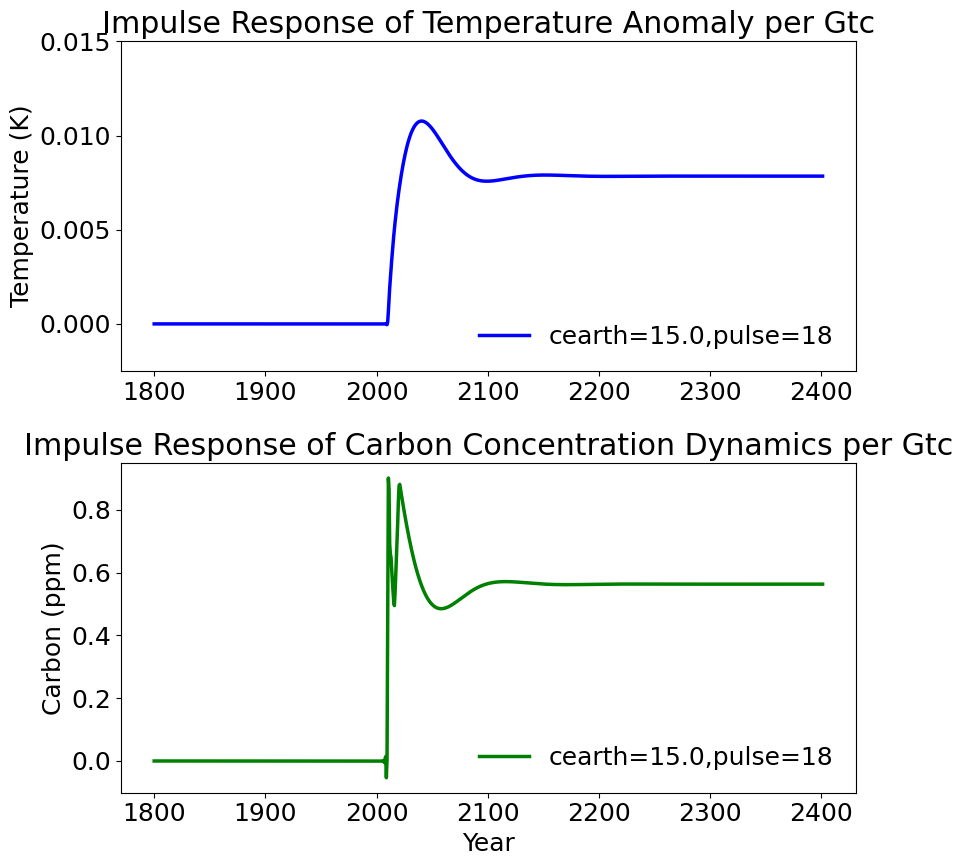 Impulse Response of Temperature Anomaly per Gtc
0.015
0.010
0.005
0.000
Temperature (K)
cearth=15.0,pulse=18
1800 1900 2000 2100 2200 2300 2400
Impulse Response of Carbon Concentration Dynamics per Gtc
0.8
0.6
0.4
0.2
0.0
Carbon (ppm)
cearth=15.0,pulse=18
1800 1900 2000 2100 2200 2300 2400
Year